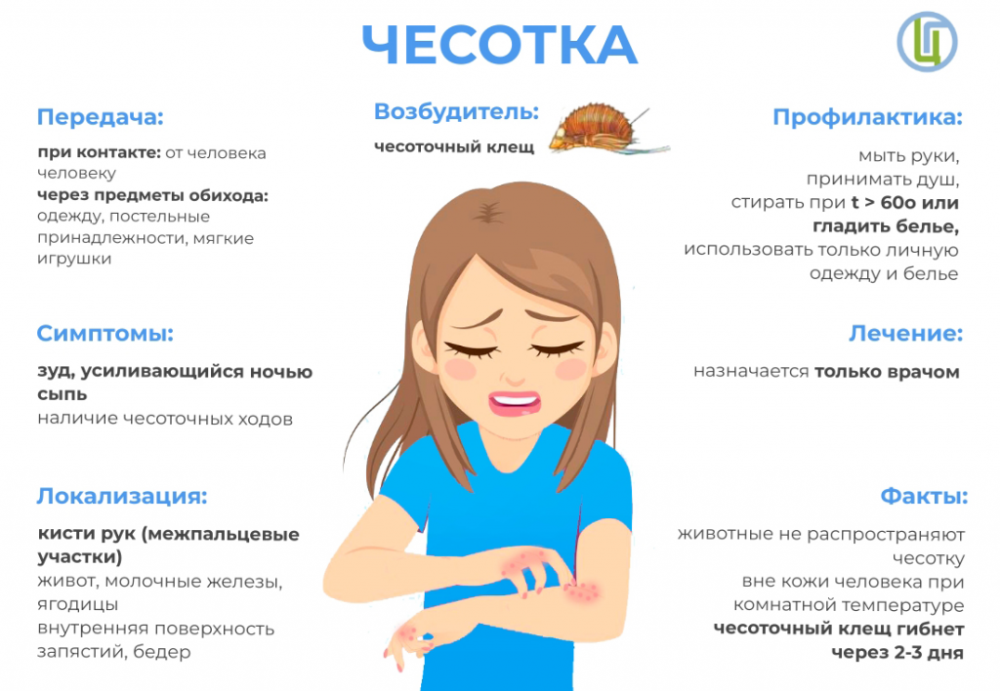 ЧЕСОТКА
Передача:
при контакте: от человека
человеку
через предметы обихода:
одежду, постельные
принадлежности, мягкие
игрушки
Возбудитель:
чесоточный клещ
Профилактика:
мыть руки,
принимать душ,
стирать при t > 60о или
гладить белье,
использовать только личную
одежду и белье
Симптомы:
зуд, усиливающийся ночью
сыпь
наличие чесоточных ходов
Лечение:
назначается только врачом
Локализация:
кисти рук (межпальцевые
участки)
живот, молочные железы,
ягодицы
внутренняя поверхность
запястий, бедер
Факты:
животные не распространяют
чесотку
вне кожи человека при
комнатной температуре
чесоточный клещ гибнет
через 2-3 дня